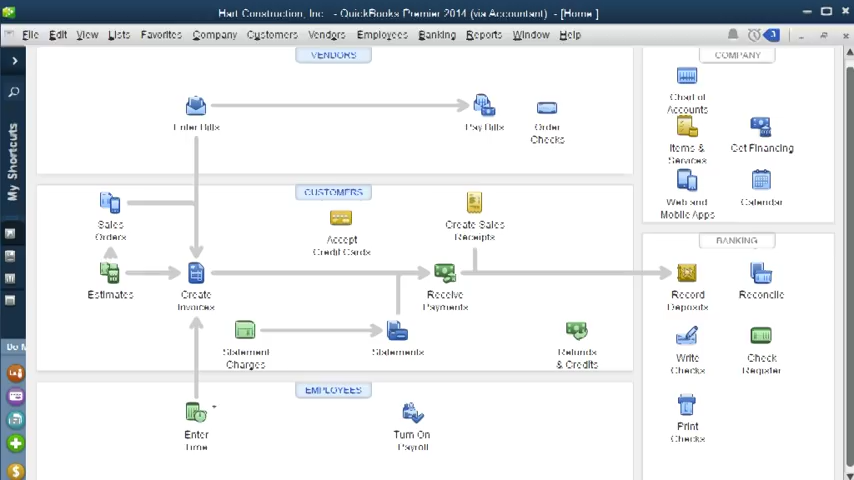 Hart Construction, Inc. - QuickBooks Premier 2014 (via Accountant) - [Home ]
File Edit View Lists Favorites Company Customers Vendors Employees Banking Reports Window Help
3
My Shortcuts
Do M
VENDORS
Enter Bills
Pay Bills
Order
Checks
CUSTOMERS
Sales
Orders
Accept
Credit Cards
Create Sales
Receipts
Estimates
Create
Invoices
Receive
Payments
Statement
Charges
Statements
Refunds
& Credits
EMPLOYEES
Enter
Time
Turn On
Payroll
COMPANY
Chart of
Accounts
Items &
Services
Get Financing
Web and
Mobile Apps
Calendar
BANKING
Record
Deposits
Reconcile
Write
Checks
Check
Register
Print
Checks